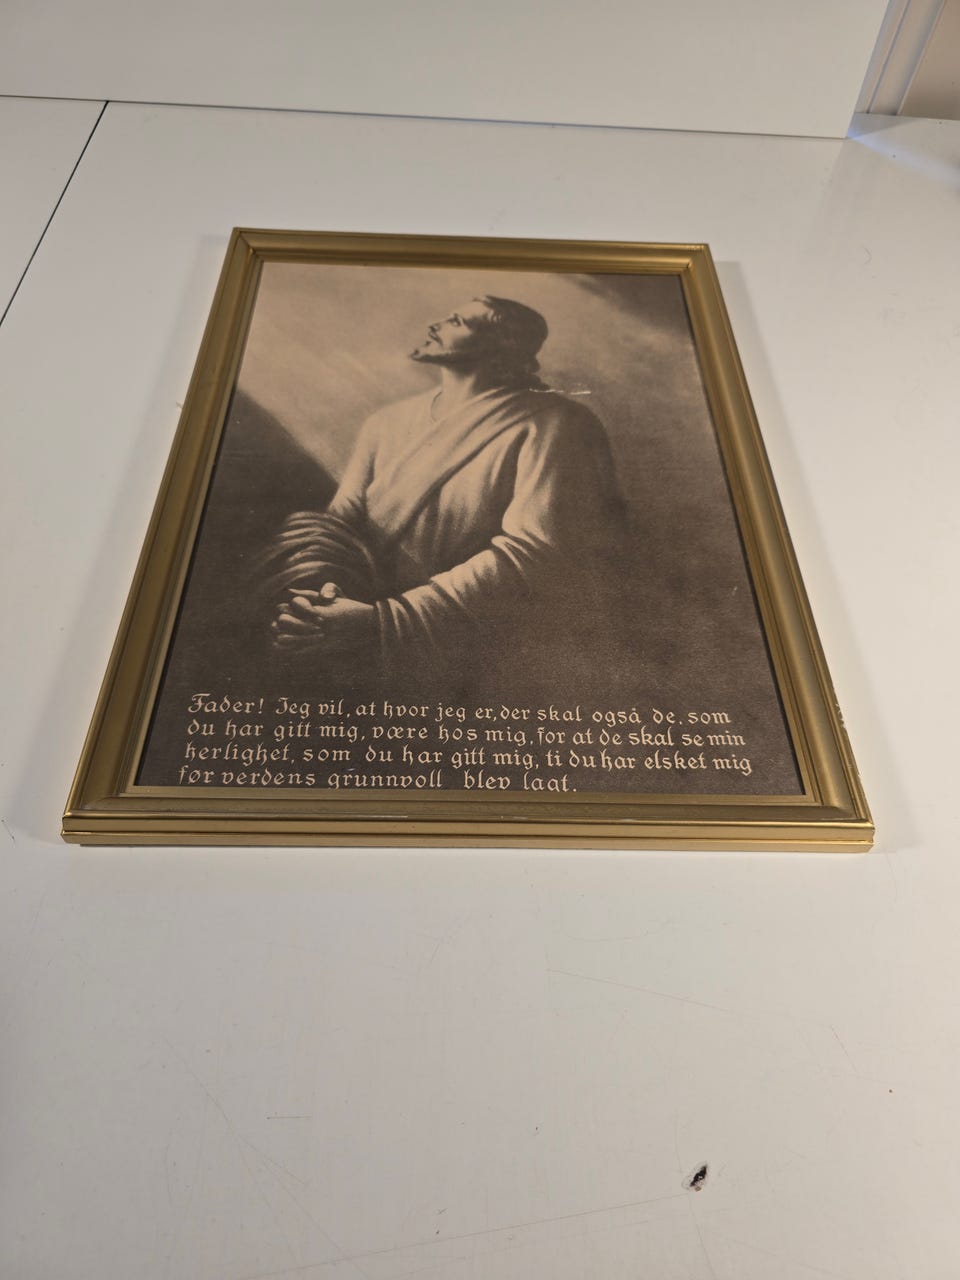 Fader! Jeg vil, at hvor jeg er, der skal også de, som
du har gitt mig, være hos mig, for at de skal se min
herlighet, som du har gitt mig, ti du har elsket mig
før verdens grunnvoll blev lagt.